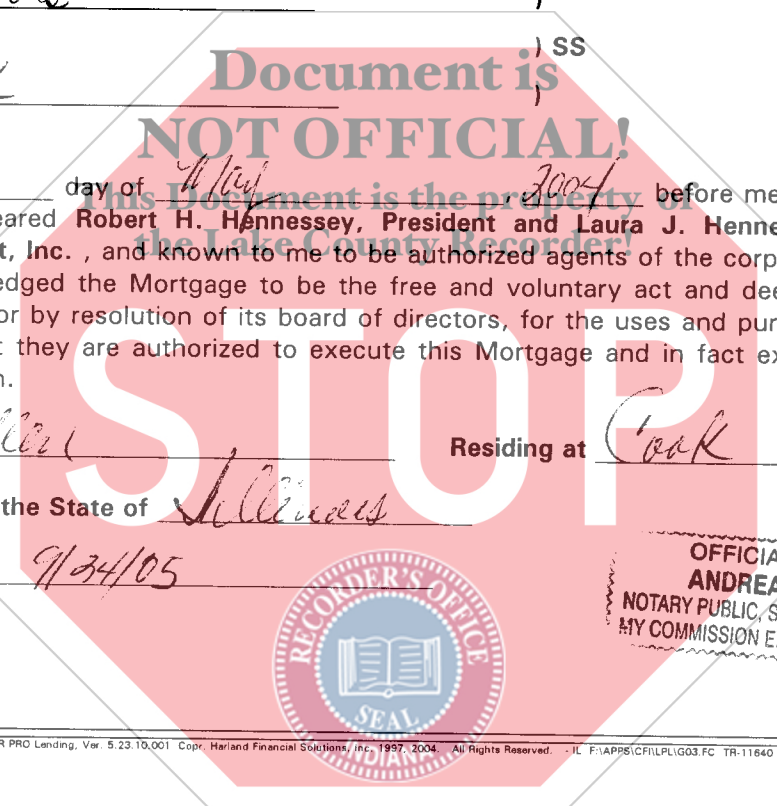 ) SS
)
Document is
NOT OFFICIAL!
day of May, 2004 before me
This Document is the property of
eared Robert H. Hennessey, President and Laura J. Henne
the Lake County Recorder!
t, Inc. , and known to me to be authorized agents of the corp
edged the Mortgage to be the free and voluntary act and dee
or by resolution of its board of directors, for the uses and pur
t they are authorized to execute this Mortgage and in fact ex
n.
STOP
Residing at Cook
the State of Illinois
9/24/05
OFFICIA
ANDREA
NOTARY PUBLIC, S
MY COMMISSION E
RECORDER'S OFFICE
SEAL
INDIANA
R PRO Lending, Ver. 5.23.10.001 Copr. Harland Financial Solutions, Inc. 1997, 2004. All Rights Reserved. - IL F:\APPS\CFI\LPL\G03.FC TR-11640